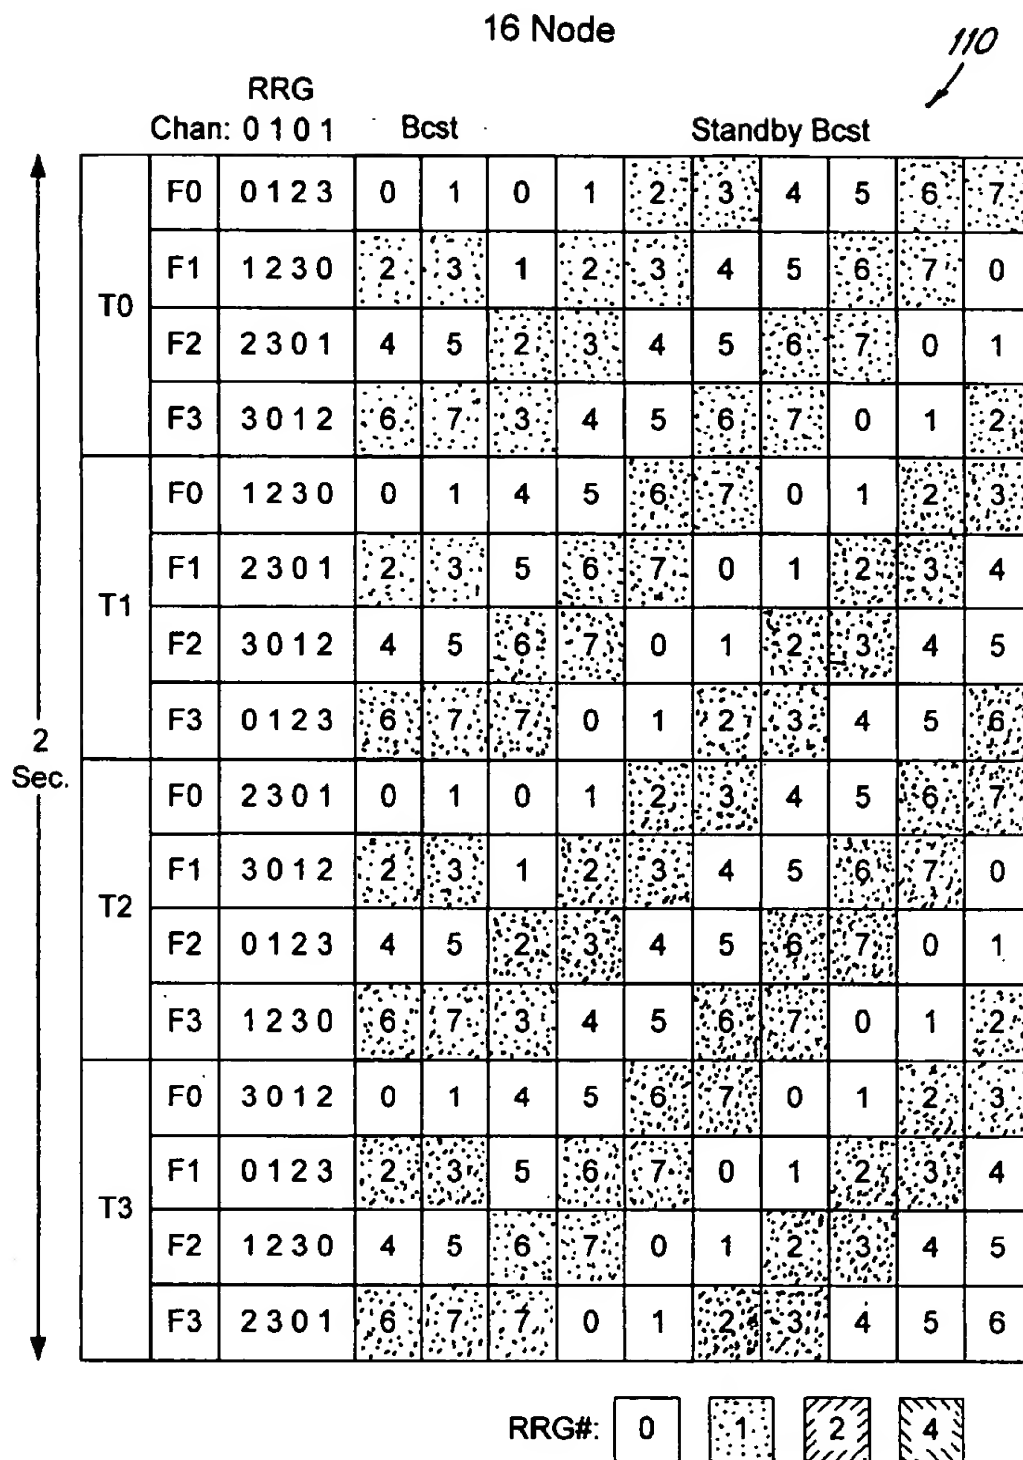 16 Node
110
RRG
Chan: 0 1 0 1 Bcst Standby Bcst
F0 0 1 2 3 0 1 0 1 2 3 4 5 6 7
F1 1 2 3 0 2 3 1 2 3 4 5 6 7 0
T0
F2 2 3 0 1 4 5 2 3 4 5 6 7 0 1
F3 3 0 1 2 6 7 3 4 5 6 7 0 1 2
F0 1 2 3 0 0 1 4 5 6 7 0 1 2 3
F1 2 3 0 1 2 3 5 6 7 0 1 2 3 4
T1
F2 3 0 1 2 4 5 6 7 0 1 2 3 4 5
F3 0 1 2 3 6 7 7 0 1 2 3 4 5 6
2
Sec.
F0 2 3 0 1 0 1 0 1 2 3 4 5 6 7
F1 3 0 1 2 2 3 1 2 3 4 5 6 7 0
T2
F2 0 1 2 3 4 5 2 3 4 5 6 7 0 1
F3 1 2 3 0 6 7 3 4 5 6 7 0 1 2
F0 3 0 1 2 0 1 4 5 6 7 0 1 2 3
F1 0 1 2 3 2 3 5 6 7 0 1 2 3 4
T3
F2 1 2 3 0 4 5 6 7 0 1 2 3 4 5
F3 2 3 0 1 6 7 7 0 1 2 3 4 5 6
RRG#: 0 1 2 4